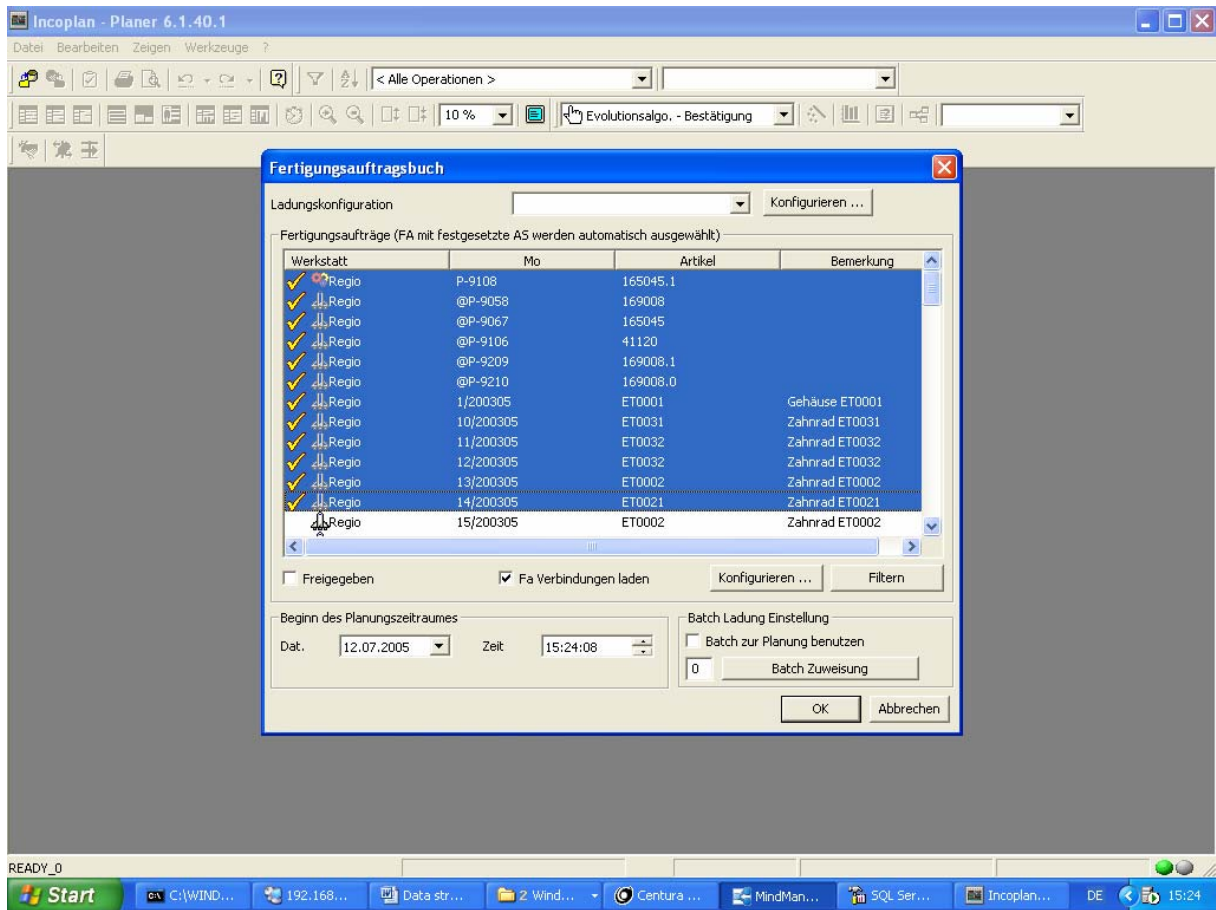 Incoplan - Planer 6.1.40.1
Datei Bearbeiten Zeigen Werkzeuge ?
< Alle Operationen >
10 % Evolutionsalgo. - Bestätigung
Fertigungsauftragsbuch
Ladungskonfiguration Konfigurieren ...
Fertigungsaufträge (FA mit festgesetzte AS werden automatisch ausgewählt)
Werkstatt Mo Artikel Bemerkung
Regio P-9108 165045.1
Regio @P-9058 169008
Regio @P-9067 165045
Regio @P-9106 41120
Regio @P-9209 169008.1
Regio @P-9210 169008.0
Regio 1/200305 ET0001 Gehäuse ET0001
Regio 10/200305 ET0031 Zahnrad ET0031
Regio 11/200305 ET0032 Zahnrad ET0032
Regio 12/200305 ET0032 Zahnrad ET0032
Regio 13/200305 ET0002 Zahnrad ET0002
Regio 14/200305 ET0021 Zahnrad ET0021
Regio 15/200305 ET0002 Zahnrad ET0002
Freigegeben Fa Verbindungen laden Konfigurieren ... Filtern
Beginn des Planungszeitraumes
Dat. 12.07.2005 Zeit 15:24:08
Batch Ladung Einstellung
Batch zur Planung benutzen
0 Batch Zuweisung
OK Abbrechen
READY_0
Start C:\WIND... 192.168... Data str... 2 Wind... Centura ... MindMan... SQL Ser... Incoplan... DE 15:24